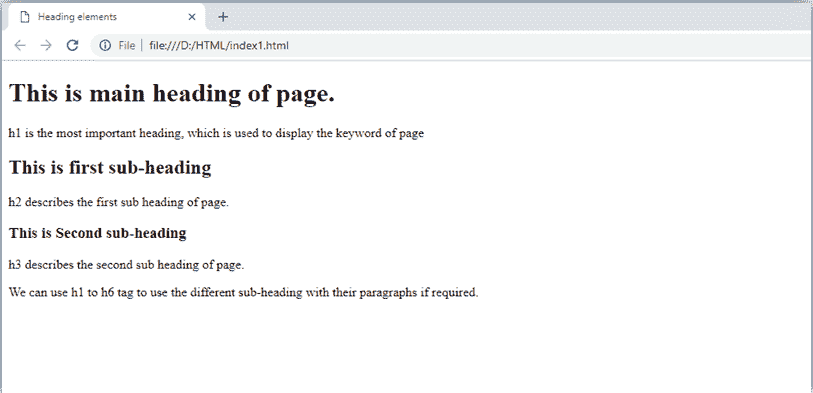 Heading elements
File
file:///D:/HTML/index1.html
This is main heading of page.
h1 is the most important heading, which is used to display the keyword of page
This is first sub-heading
h2 describes the first sub heading of page.
This is Second sub-heading
h3 describes the second sub heading of page.
We can use h1 to h6 tag to use the different sub-heading with their paragraphs if required.